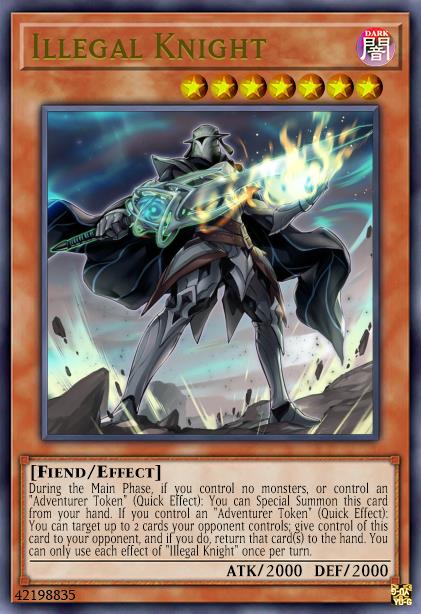 Illegal Knight
DARK
闇
[Fiend/Effect]
During the Main Phase, if you control no monsters, or control an
"Adventurer Token" (Quick Effect): You can Special Summon this card
from your hand. If you control an "Adventurer Token" (Quick Effect):
You can target up to 2 cards your opponent controls; give control of this
card to your opponent, and if you do, return that card(s) to the hand. You
can only use each effect of "Illegal Knight" once per turn.
ATK/2000 DEF/2000
42198835